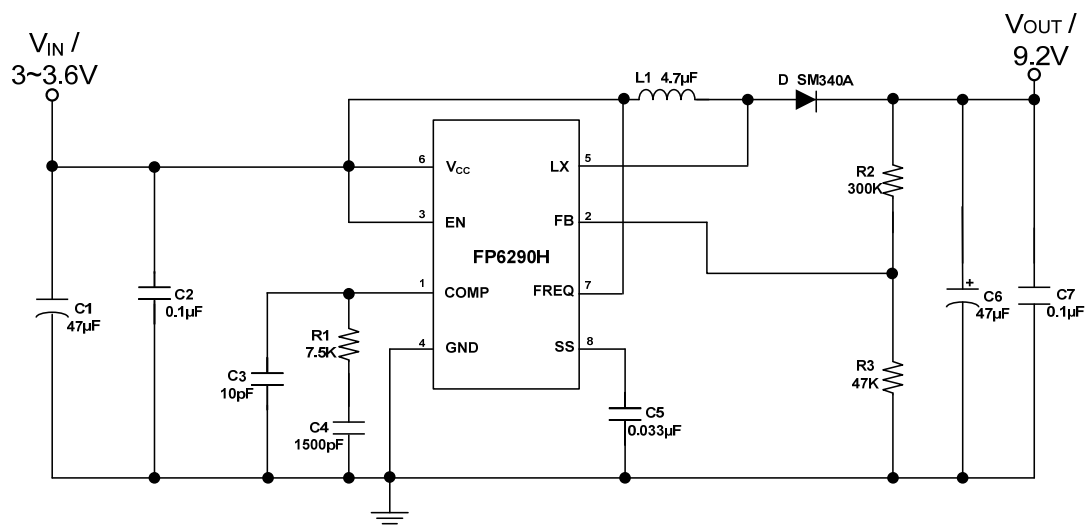 VIN /
3~3.6V
VOUT /
9.2V
L1 4.7µF
D SM340A
6 VCC
LX 5
3 EN
FB 2
FP6290H
1 COMP
FREQ 7
4 GND
SS 8
R2
300K
C1
47µF
C2
0.1µF
R1
7.5K
C3
10pF
C4
1500pF
C5
0.033µF
R3
47K
+
C6
47µF
C7
0.1µF